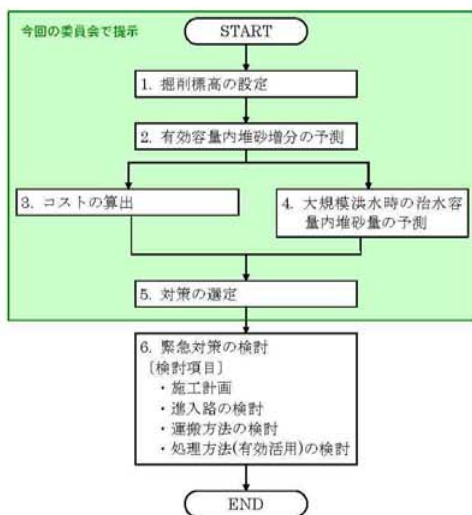 今回の委員会で提示
START
1. 掘削標高の設定
2. 有効容量内堆砂増分の予測
3. コストの算出
4. 大規模洪水時の治水容
量内堆砂量の予測
5. 対策の選定
6. 緊急対策の検討
〔検討項目〕
・施工計画
・進入路の検討
・運搬方法の検討
・処理方法(有効活用)の検討
END